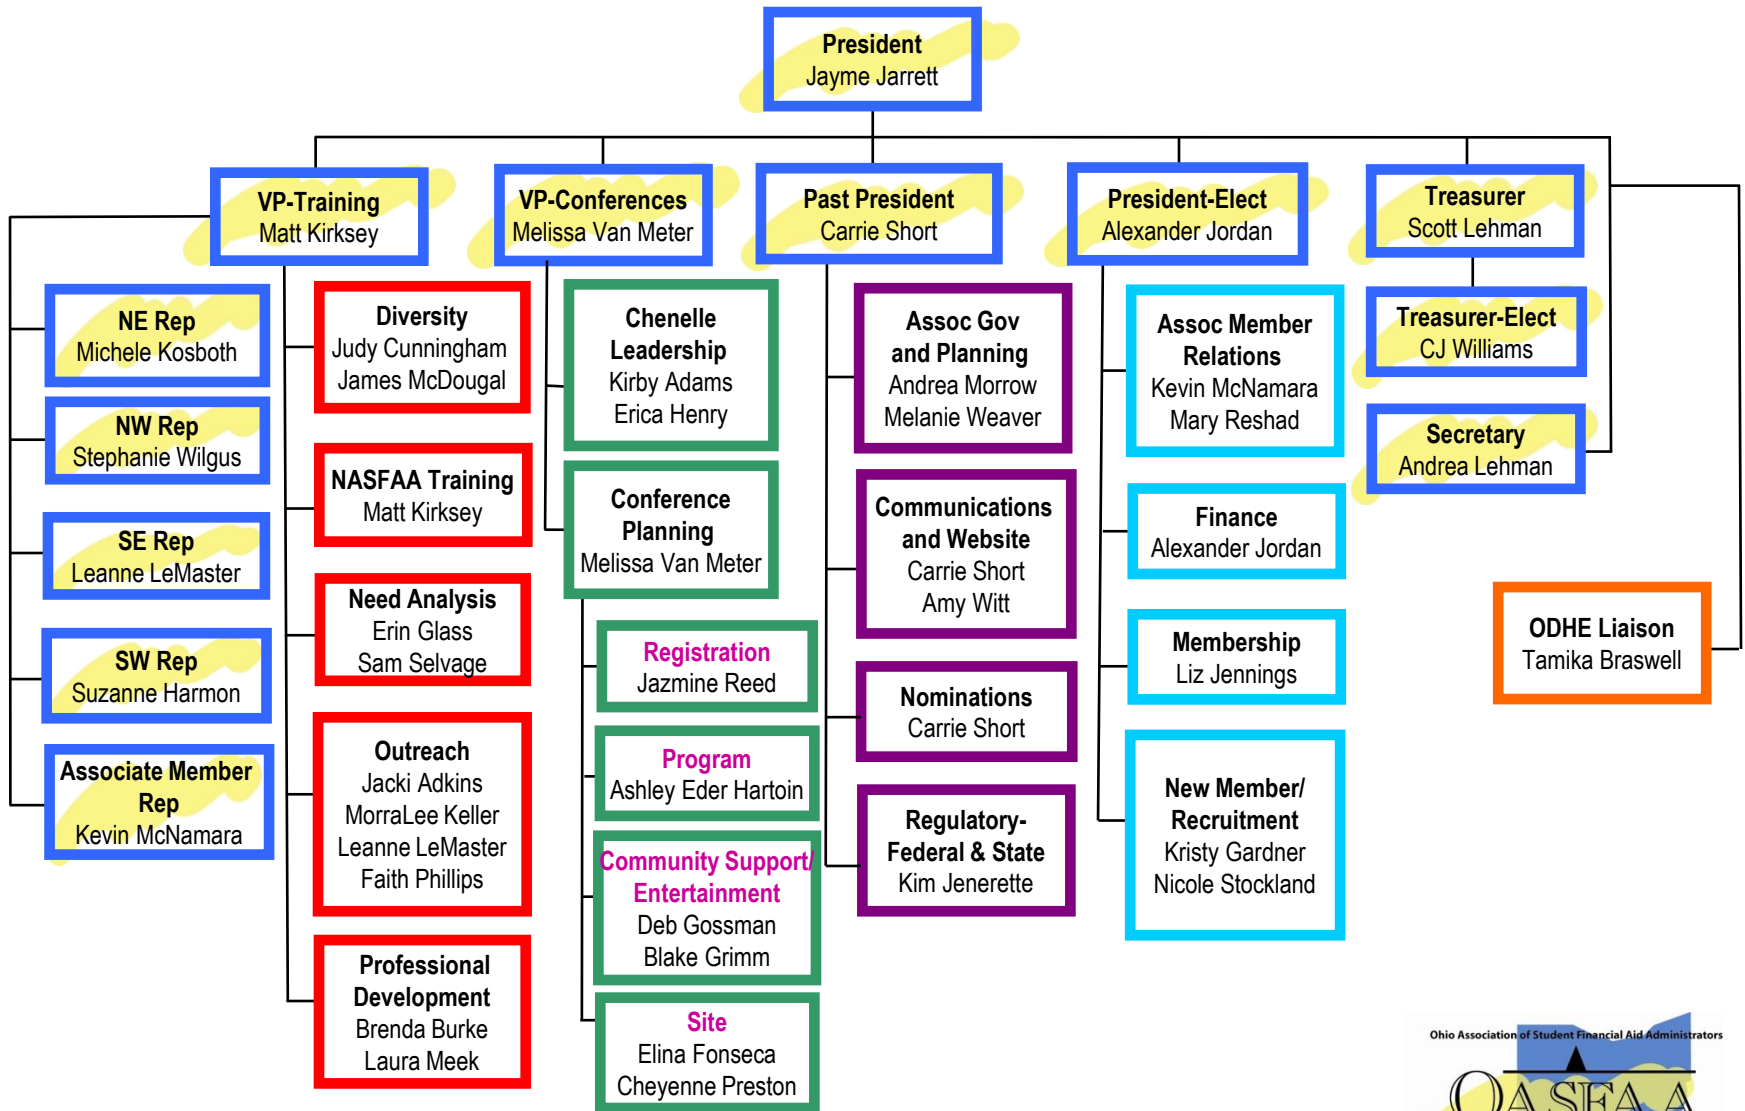 President
Jayme Jarrett
VP-Training
Matt Kirksey
VP-Conferences
Melissa Van Meter
Past President
Carrie Short
President-Elect
Alexander Jordan
Treasurer
Scott Lehman
NE Rep
Michele Kosboth
NW Rep
Stephanie Wilgus
SE Rep
Leanne LeMaster
SW Rep
Suzanne Harmon
Associate Member
Rep
Kevin McNamara
Diversity
Judy Cunningham
James McDougal
NASFAA Training
Matt Kirksey
Need Analysis
Erin Glass
Sam Selvage
Outreach
Jacki Adkins
MorraLee Keller
Leanne LeMaster
Faith Phillips
Professional
Development
Brenda Burke
Laura Meek
Chenelle
Leadership
Kirby Adams
Erica Henry
Conference
Planning
Melissa Van Meter
Registration
Jazmine Reed
Program
Ashley Eder Hartoin
Community Support/
Entertainment
Deb Gossman
Blake Grimm
Site
Elina Fonseca
Cheyenne Preston
Assoc Gov
and Planning
Andrea Morrow
Melanie Weaver
Communications
and Website
Carrie Short
Amy Witt
Nominations
Carrie Short
Regulatory-
Federal & State
Kim Jenerette
Assoc Member
Relations
Kevin McNamara
Mary Reshad
Finance
Alexander Jordan
Membership
Liz Jennings
New Member/
Recruitment
Kristy Gardner
Nicole Stockland
Treasurer-Elect
CJ Williams
Secretary
Andrea Lehman
ODHE Liaison
Tamika Braswell
Ohio Association of Student Financial Aid Administrators
OASFAA